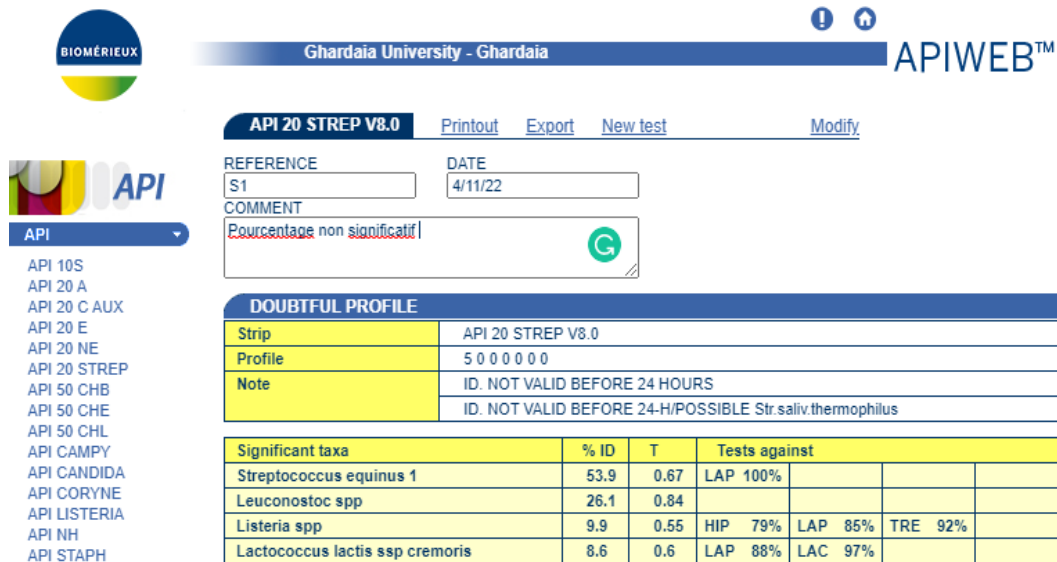 BIOMÉRIEUX
Ghardaia University - Ghardaia
APIWEB™
API 20 STREP V8.0 Printout Export New test Modify
REFERENCE DATE
S1 4/11/22
COMMENT
Pourcentage non significatif
API
API
API 10S
API 20 A
API 20 C AUX
API 20 E
API 20 NE
API 20 STREP
API 50 CHB
API 50 CHE
API 50 CHL
API CAMPY
API CANDIDA
API CORYNE
API LISTERIA
API NH
API STAPH
DOUBTFUL PROFILE
Strip API 20 STREP V8.0
Profile 5 0 0 0 0 0 0
Note ID. NOT VALID BEFORE 24 HOURS
ID. NOT VALID BEFORE 24-H/POSSIBLE Str.saliv.thermophilus
Significant taxa % ID T Tests against
Streptococcus equinus 1 53.9 0.67 LAP 100%
Leuconostoc spp 26.1 0.84
Listeria spp 9.9 0.55 HIP 79% LAP 85% TRE 92%
Lactococcus lactis ssp cremoris 8.6 0.6 LAP 88% LAC 97%